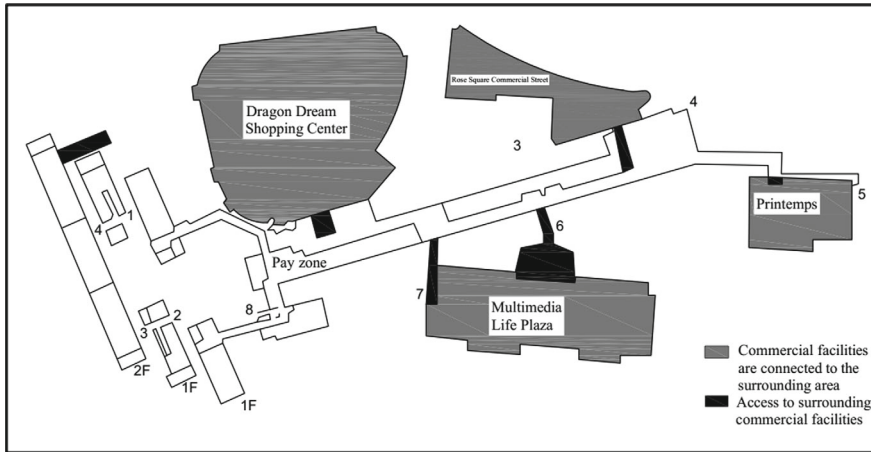 Rose Square Commercial Street
Dragon Dream
Shopping Center
4
3
1
4
5
Printemps
6
Pay zone
7
Multimedia
Life Plaza
8
2
3
2F
1F
1F
Commercial facilities
are connected to the
surrounding area
Access to surrounding
commercial facilities